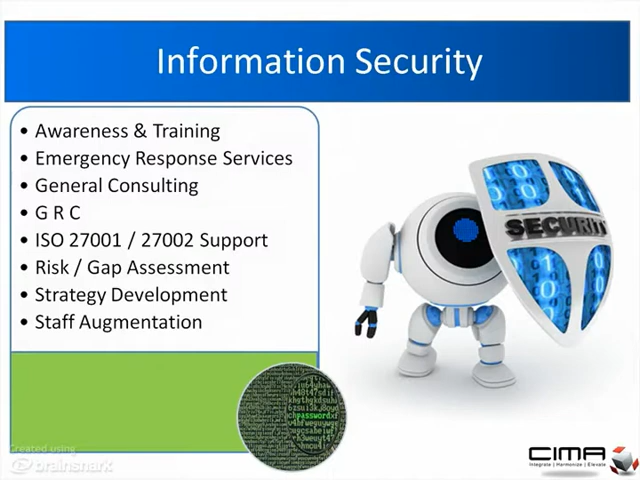 Information Security
• Awareness & Training
• Emergency Response Services
• General Consulting
• G R C
• ISO 27001 / 27002 Support
• Risk / Gap Assessment
• Strategy Development
• Staff Augmentation
SECURITY
password
Created using
brainshark
CIMA
Integrate | Harmonize | Elevate